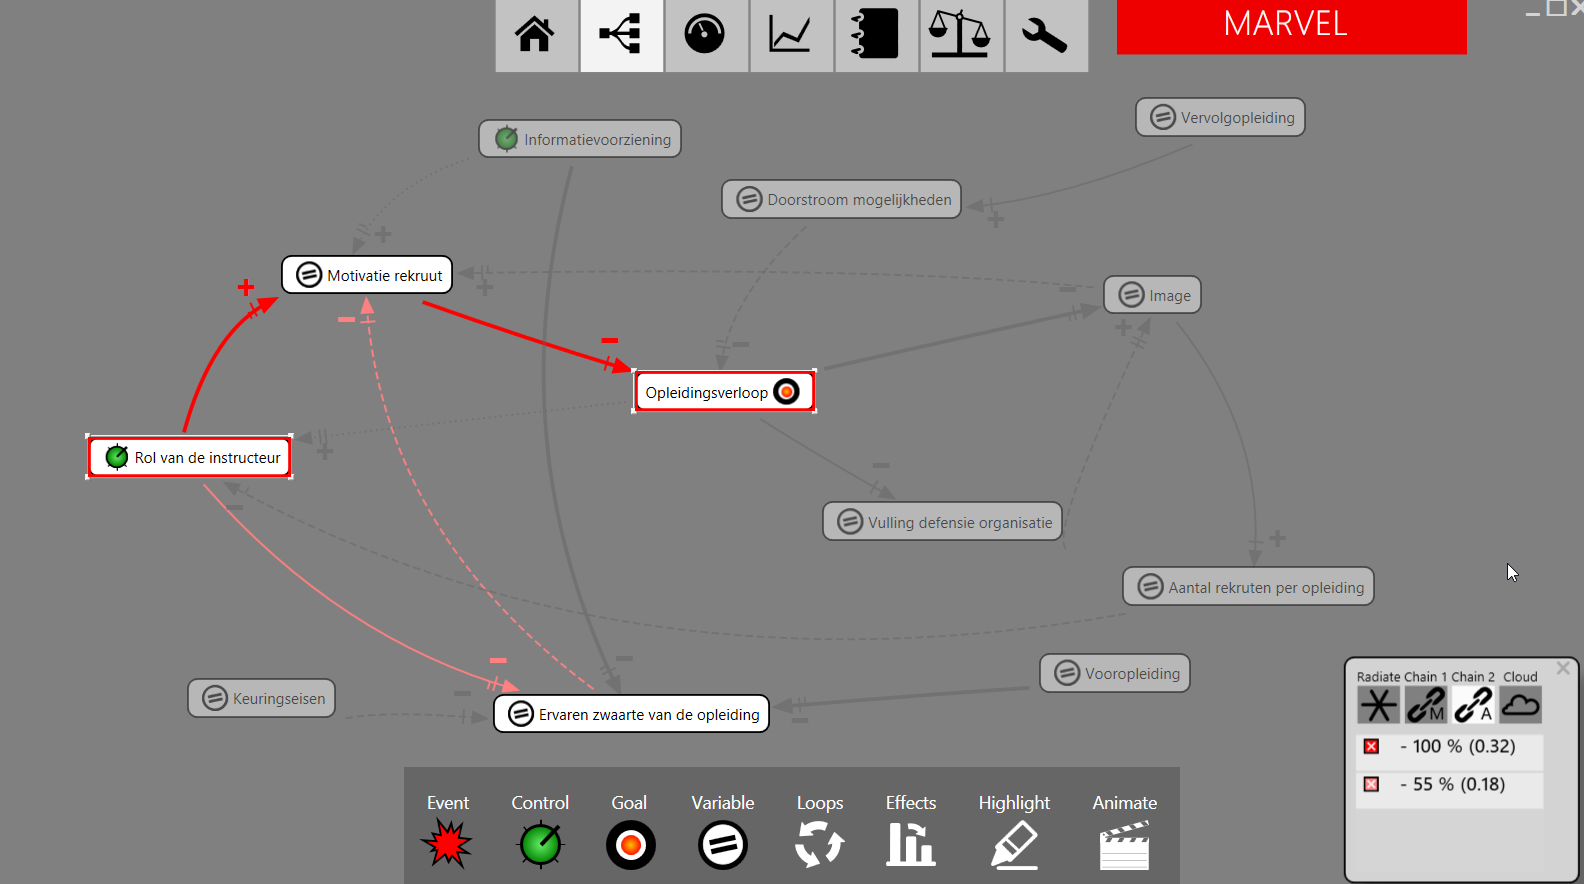 MARVEL
Vervolgopleiding
Informatievoorziening
Doorstroom mogelijkheden
Motivatie rekruut
Image
Opleidingsverloop
Rol van de instructeur
Vulling defensie organisatie
Aantal rekruten per opleiding
Vooropleiding
Keuringseisen
Ervaren zwaarte van de opleiding
Radiate Chain 1 Chain 2 Cloud
M A
- 100 % (0.32)
- 55 % (0.18)
Event Control Goal Variable Loops Effects Highlight Animate